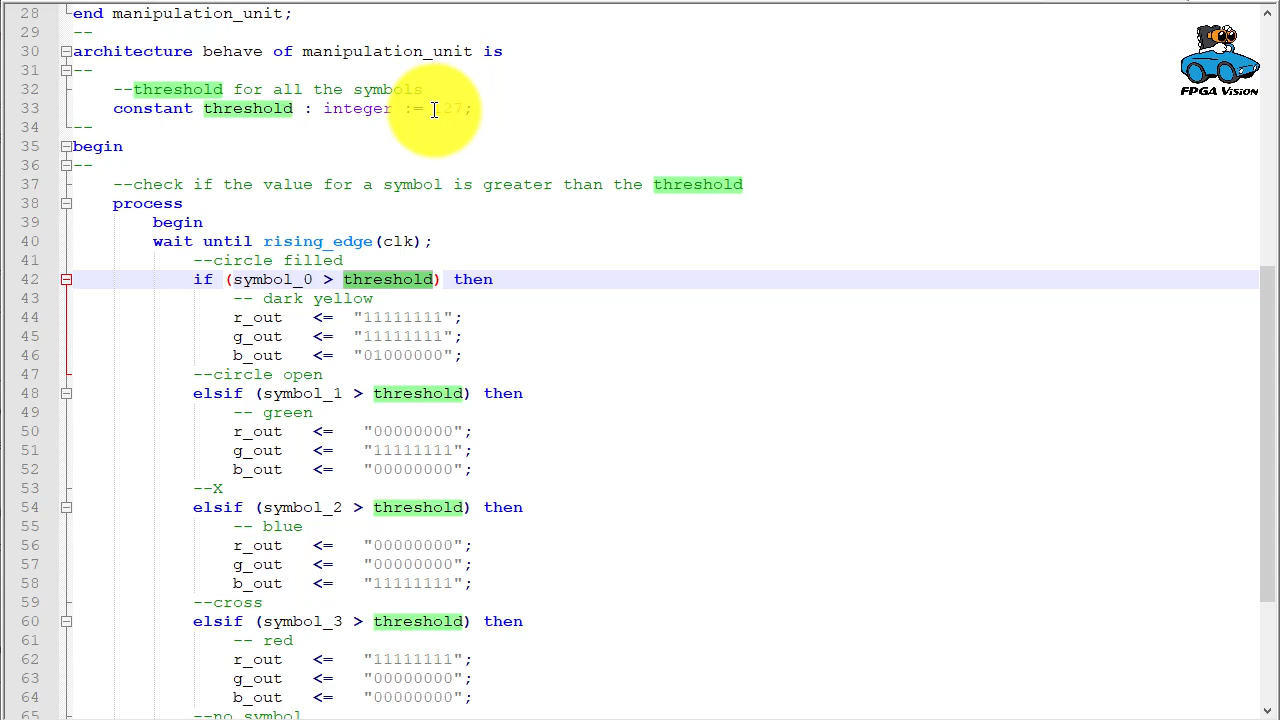 28 end manipulation_unit;
29 --
30 architecture behave of manipulation_unit is
31 --
32 --threshold for all the symbols
33 constant threshold : integer := 127;
34 --
35 begin
36 --
37 --check if the value for a symbol is greater than the threshold
38 process
39 begin
40 wait until rising_edge(clk);
41 --circle filled
42 if (symbol_0 > threshold) then
43 -- dark yellow
44 r_out <= "11111111";
45 g_out <= "11111111";
46 b_out <= "01000000";
47 --circle open
48 elsif (symbol_1 > threshold) then
49 -- green
50 r_out <= "00000000";
51 g_out <= "11111111";
52 b_out <= "00000000";
53 --X
54 elsif (symbol_2 > threshold) then
55 -- blue
56 r_out <= "00000000";
57 g_out <= "00000000";
58 b_out <= "11111111";
59 --cross
60 elsif (symbol_3 > threshold) then
61 -- red
62 r_out <= "11111111";
63 g_out <= "00000000";
64 b_out <= "00000000";
65 --no symbol
FPGA Vision